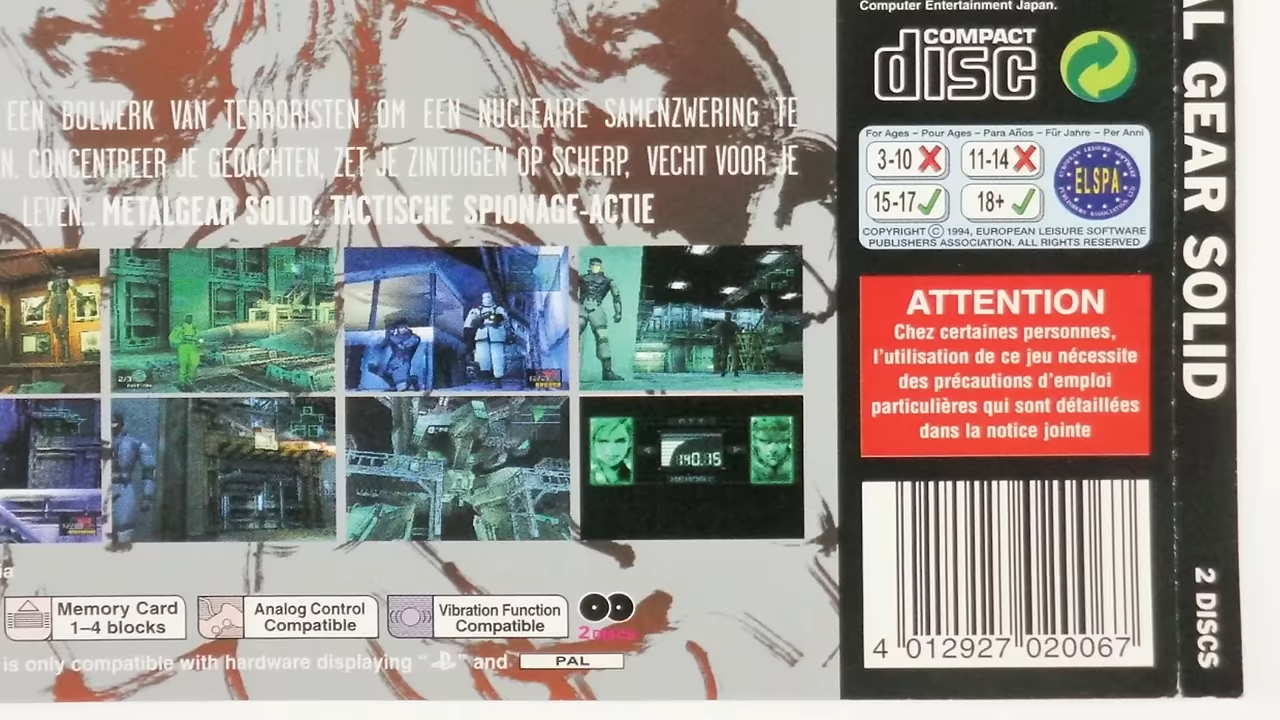 EEN BOLWERK VAN TERRORISTEN OM EEN NUCLEAIRE SAMENZWERING TE
N. CONCENTREER JE GEDACHTEN, ZET JE ZINTUIGEN OP SCHERP, VECHT VOOR JE
LEVEN... METALGEAR SOLID: TACTISCHE SPIONAGE-ACTIE
140.15
ia
Memory Card
1–4 blocks
Analog Control
Compatible
Vibration Function
Compatible
2 discs
is only compatible with hardware displaying " " and PAL
Computer Entertainment Japan.
COMPACT
disc
For Ages – Pour Ages – Para Años – Für Jahre – Per Anni
3-10
11-14
15-17
18+
ELSPA
COPYRIGHT © 1994, EUROPEAN LEISURE SOFTWARE
PUBLISHERS ASSOCIATION. ALL RIGHTS RESERVED
ATTENTION
Chez certaines personnes,
l'utilisation de ce jeu nécessite
des précautions d'emploi
particulières qui sont détaillées
dans la notice jointe
4 012927 020067
AL GEAR SOLID
2 DISCS